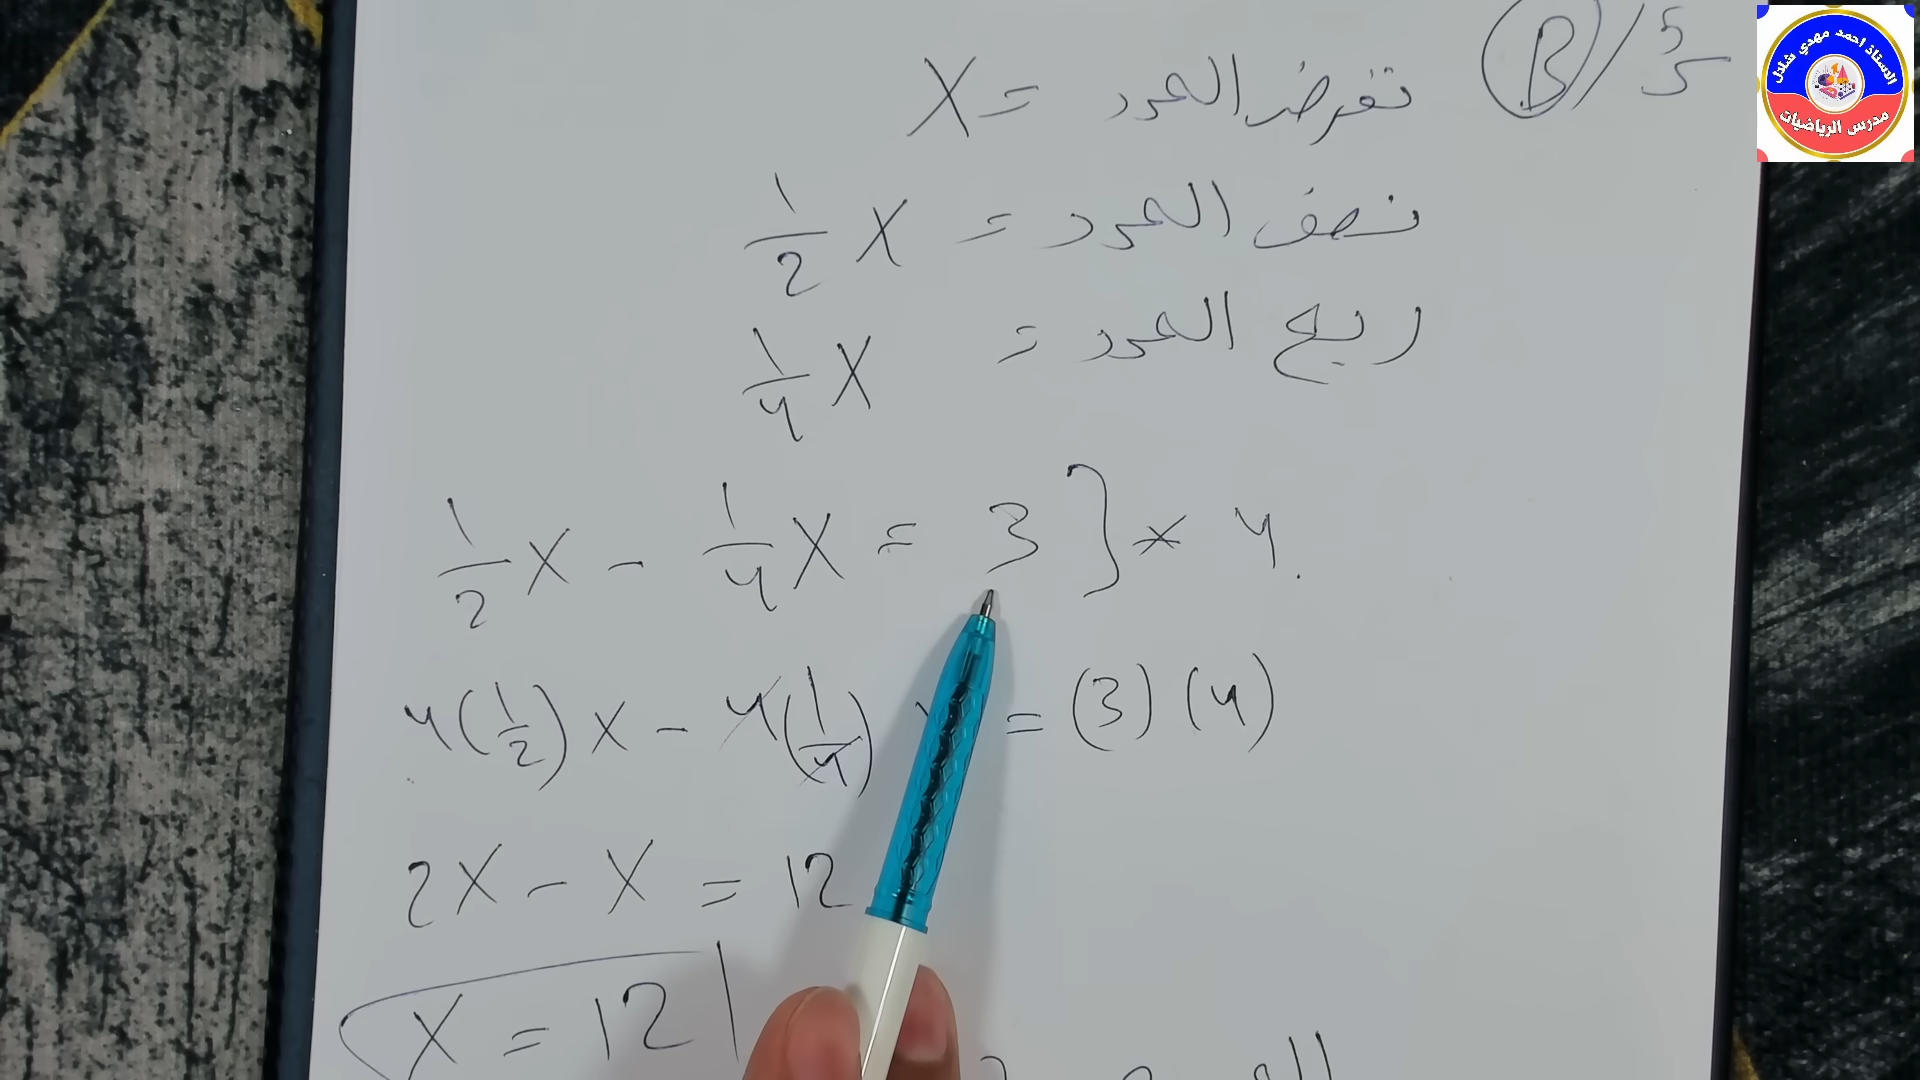 الاستاذ احمد مهدي شلال
مدرس الرياضيات
B / 5
نفرض العدد = X
نصف العدد = 1/2 X
ربع العدد = 1/4 X
1/2 X - 1/4 X = 3 } × 4
4(1/2)X - 4(1/4) = (3)(4)
2X - X = 12
X = 12